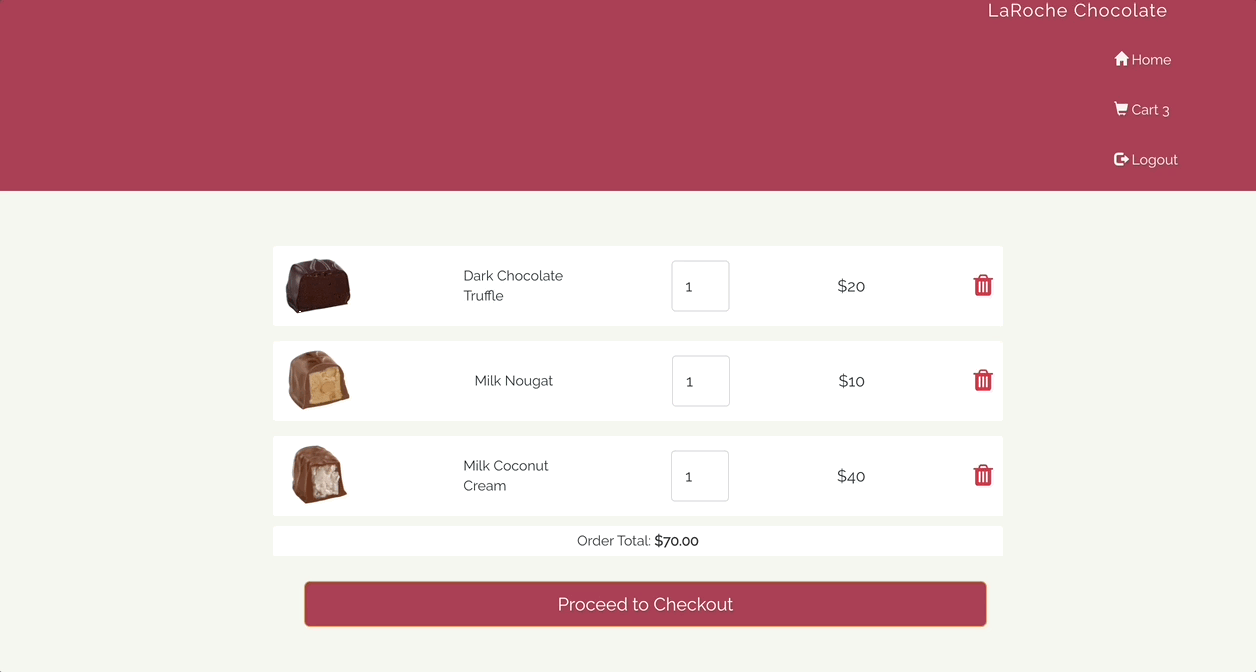 LaRoche Chocolate
Home
Cart 3
Logout
Dark Chocolate
Truffle
1
$20
Milk Nougat
1
$10
Milk Coconut
Cream
1
$40
Order Total: $70.00
Proceed to Checkout